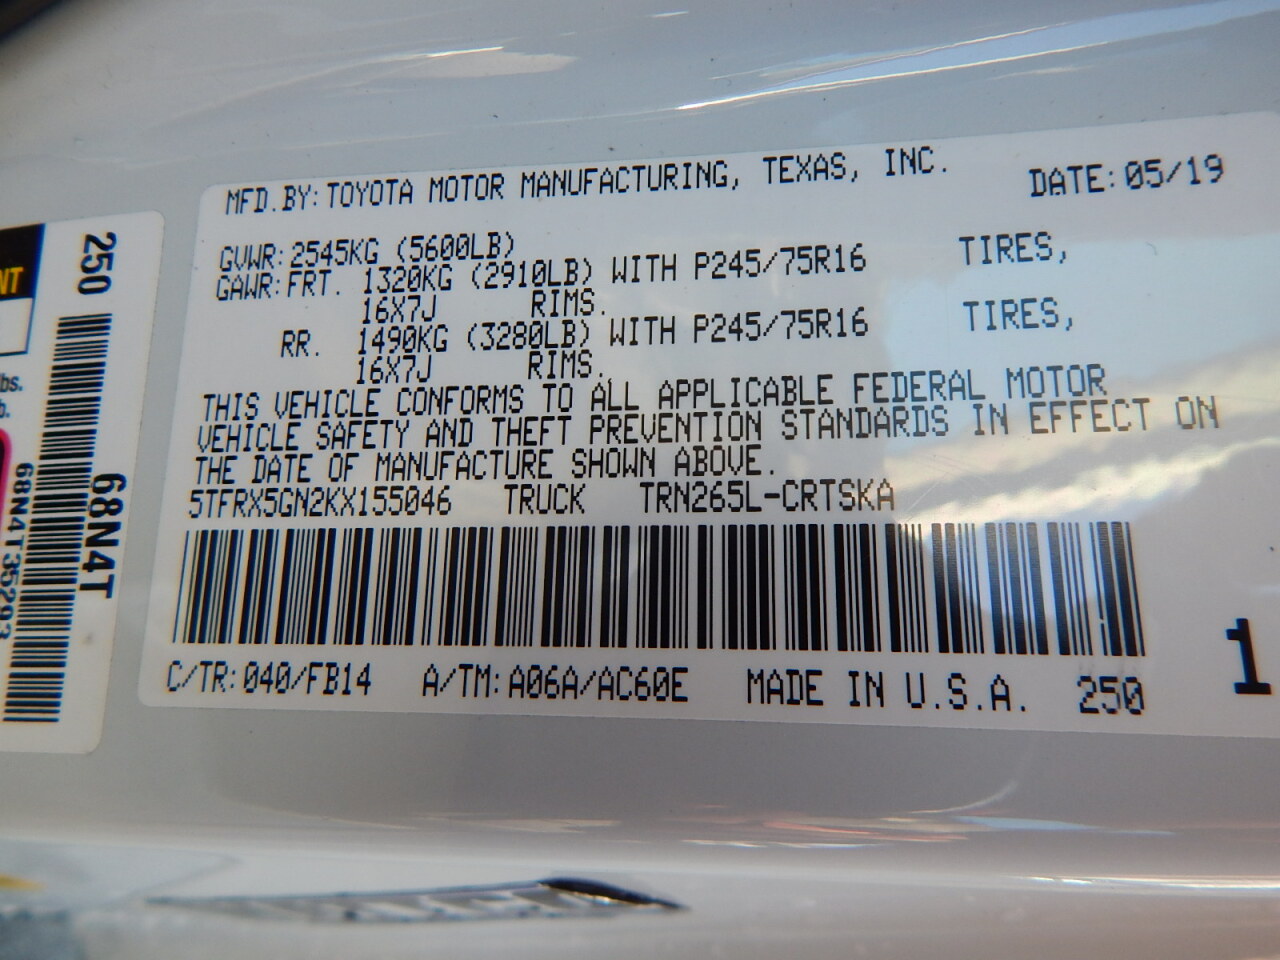 MFD.BY:TOYOTA MOTOR MANUFACTURING, TEXAS, INC. DATE:05/19
GVWR:2545KG (5600LB)
GAWR:FRT. 1320KG (2910LB) WITH P245/75R16 TIRES,
16X7J RIMS.
RR. 1490KG (3280LB) WITH P245/75R16 TIRES,
16X7J RIMS.
THIS VEHICLE CONFORMS TO ALL APPLICABLE FEDERAL MOTOR
VEHICLE SAFETY AND THEFT PREVENTION STANDARDS IN EFFECT ON
THE DATE OF MANUFACTURE SHOWN ABOVE.
5TFRX5GN2KX155046 TRUCK TRN265L-CRTSKA
C/TR:040/FB14 A/TM:A06A/AC60E MADE IN U.S.A. 250
1
250
68N4T
68N4T35293
NT
lbs.
b.